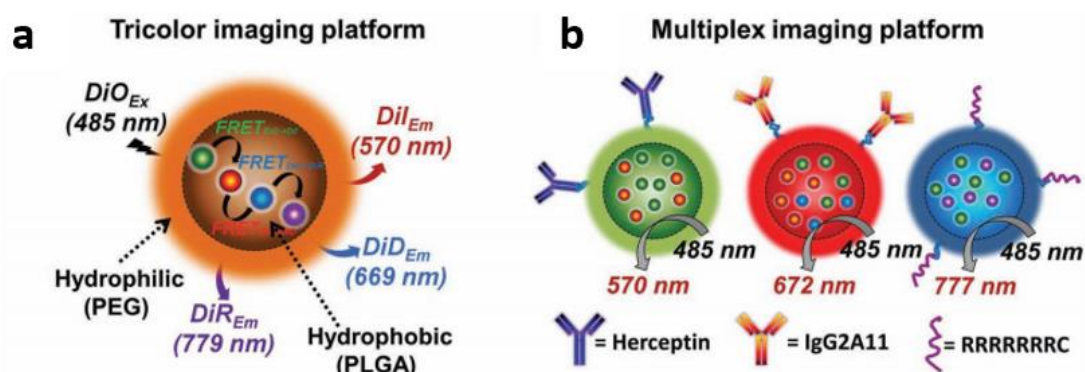 a
Tricolor imaging platform
DiO Ex
(485 nm)
DiI Em
(570 nm)
DiD Em
(669 nm)
DiR Em
(779 nm)
Hydrophilic
(PEG)
Hydrophobic
(PLGA)
FRET
FRET
b
Multiplex imaging platform
485 nm
570 nm
485 nm
672 nm
485 nm
777 nm
= Herceptin
= IgG2A11
= RRRRRRRC